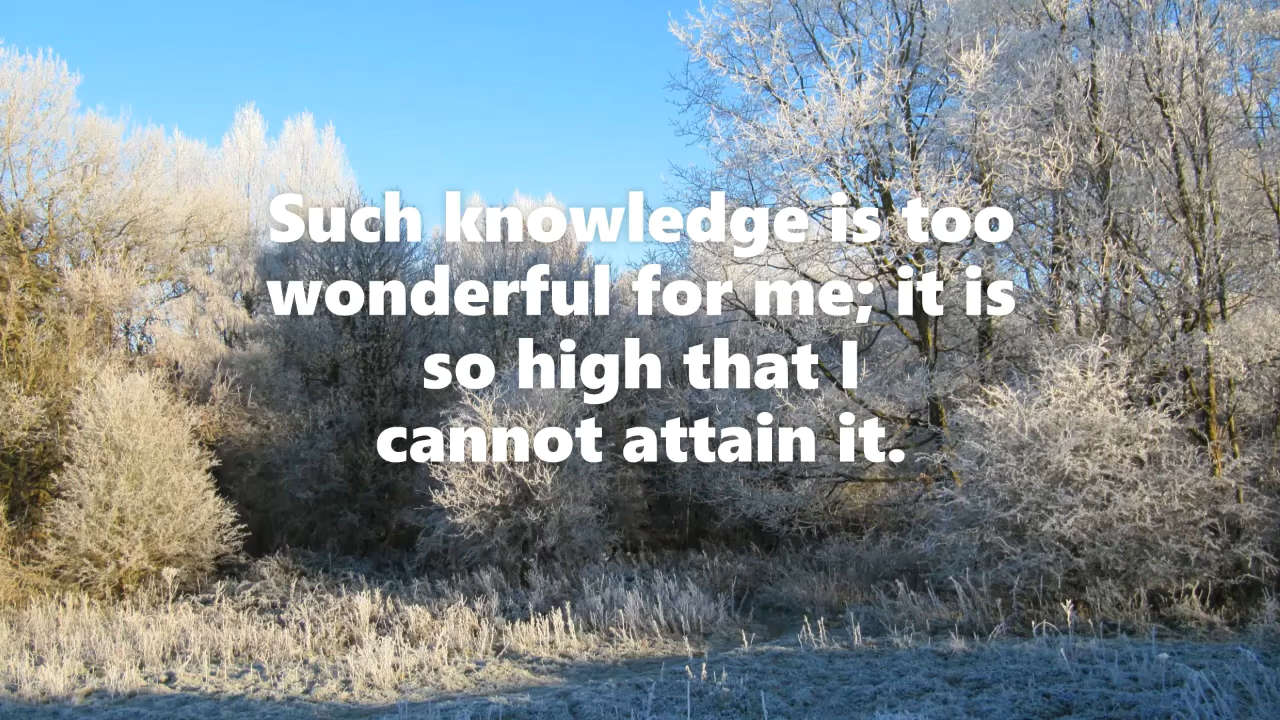 Such knowledge is too
wonderful for me; it is
so high that I
cannot attain it.